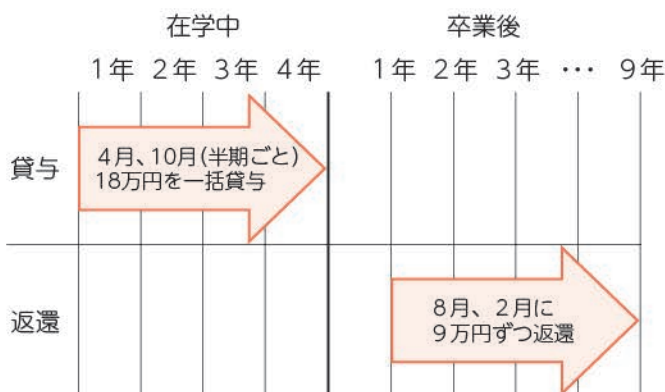 在学中 卒業後
1年 2年 3年 4年 1年 2年 3年 … 9年
貸与
4月、10月(半期ごと)
18万円を一括貸与
返還
8月、2月に
9万円ずつ返還